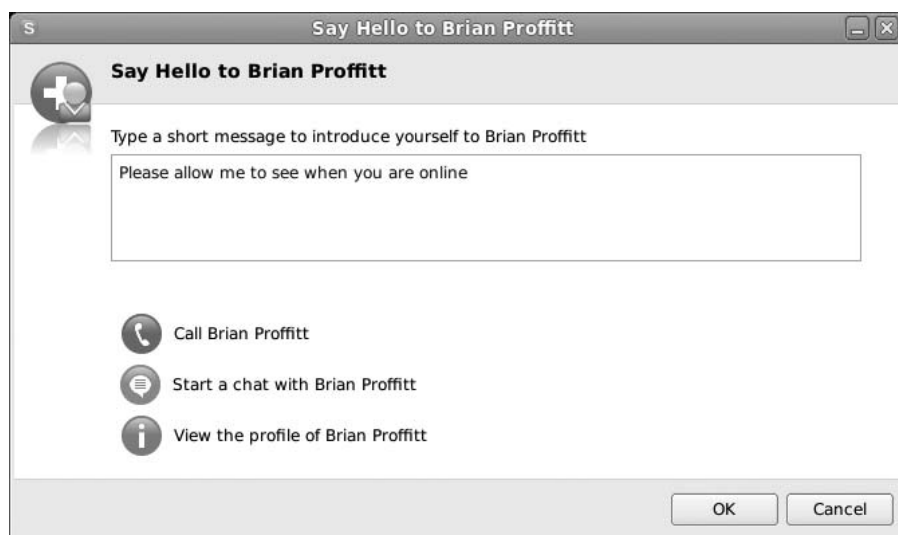 S Say Hello to Brian Proffitt
Say Hello to Brian Proffitt
Type a short message to introduce yourself to Brian Proffitt
Please allow me to see when you are online
Call Brian Proffitt
Start a chat with Brian Proffitt
View the profile of Brian Proffitt
OK Cancel